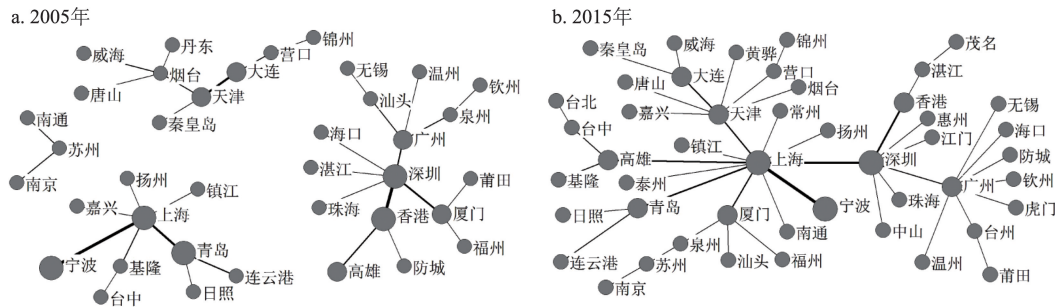 a. 2005年
锦州
丹东
威海
营口
烟台
大连
唐山
天津
秦皇岛
无锡
温州
钦州
汕头
泉州
广州
海口
湛江
深圳
珠海
莆田
香港
厦门
高雄
防城
福州
南通
苏州
南京
扬州
镇江
嘉兴
上海
青岛
宁波
基隆
连云港
台中
日照
b. 2015年
秦皇岛
威海
黄骅
锦州
大连
营口
唐山
烟台
嘉兴
天津
常州
台北
台中
镇江
扬州
高雄
上海
基隆
泰州
日照
青岛
厦门
宁波
泉州
南通
连云港
苏州
汕头
福州
南京
茂名
湛江
香港
无锡
惠州
海口
江门
深圳
防城
广州
钦州
珠海
虎门
中山
台州
温州
莆田